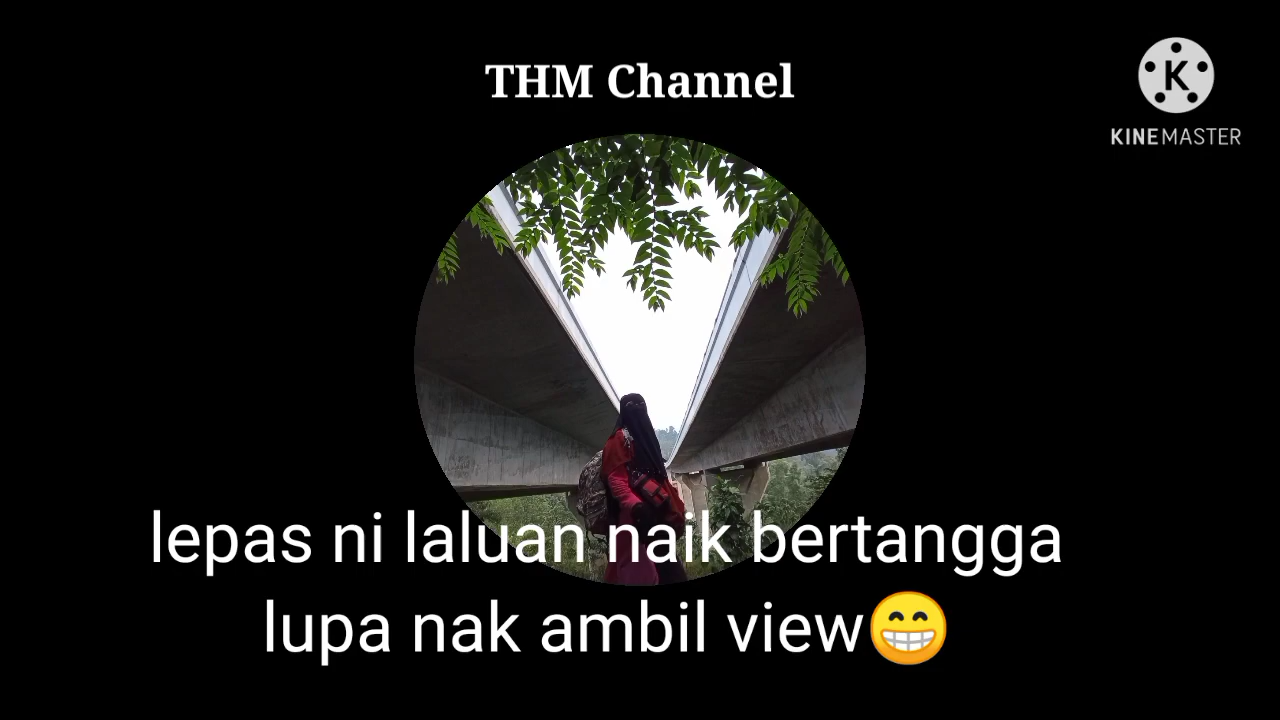 THM Channel
K
KINEMASTER
lepas ni laluan naik bertangga
lupa nak ambil view😁